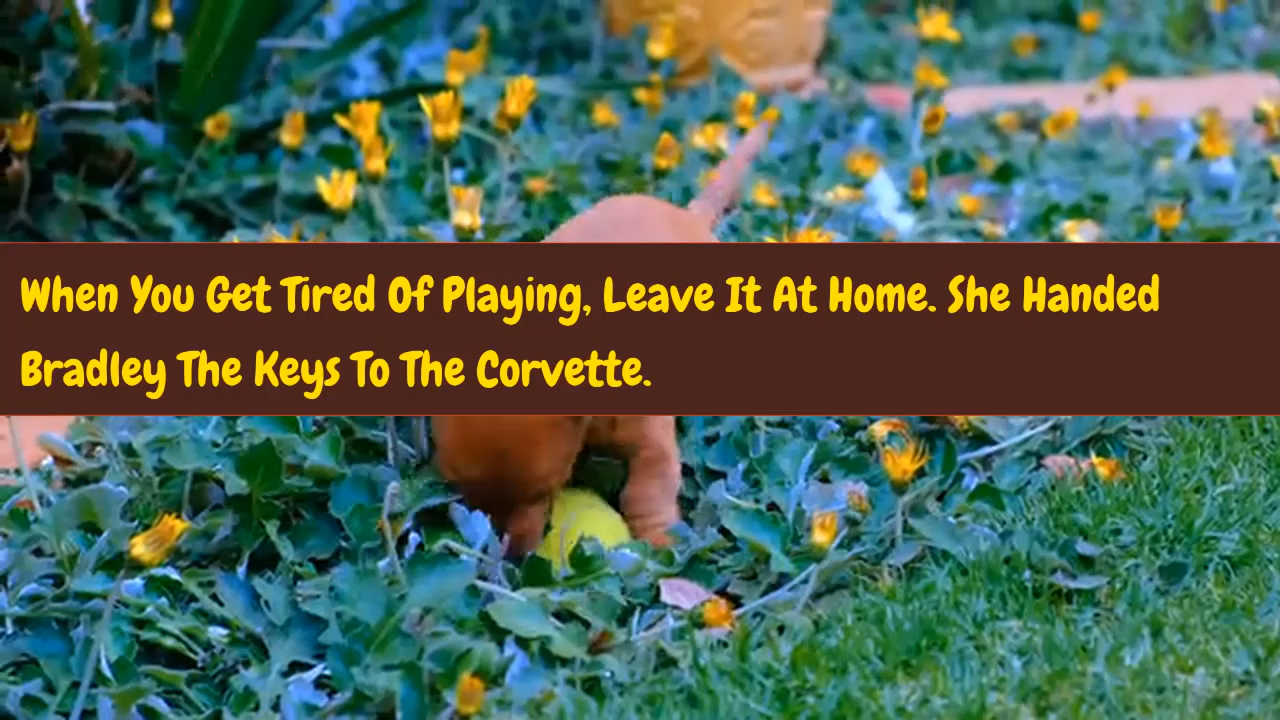 When You Get Tired Of Playing, Leave It At Home. She Handed
Bradley The Keys To The Corvette.